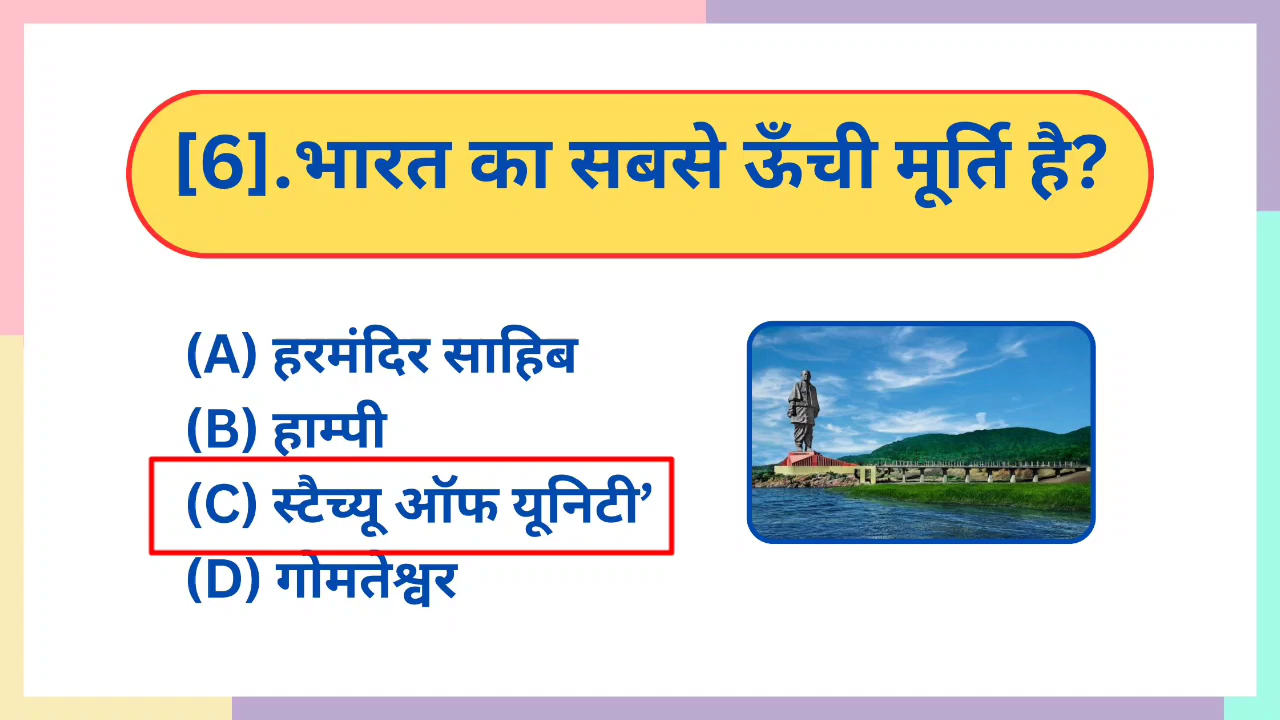 [6].भारत का सबसे ऊँची मूर्ति है?
(A) हरमंदिर साहिब
(B) हाम्पी
(C) स्टैच्यू ऑफ यूनिटी’
(D) गोमतेश्वर